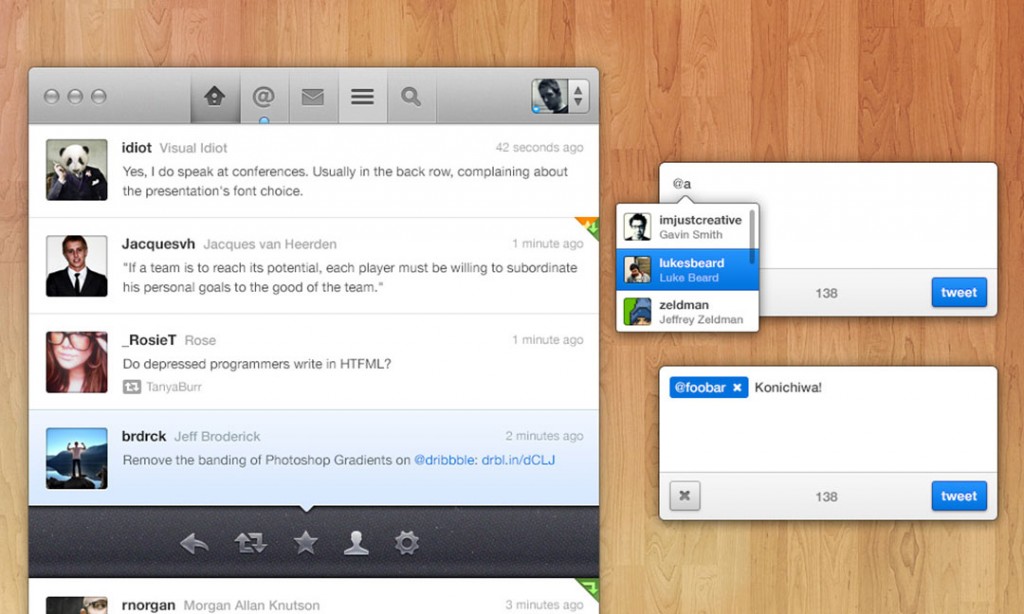 @
idiot Visual Idiot 42 seconds ago
Yes, I do speak at conferences. Usually in the back row, complaining about
the presentation's font choice.
Jacquesvh Jacques van Heerden 1 minute ago
"If a team is to reach its potential, each player must be willing to subordinate
his personal goals to the good of the team."
_RosieT Rose 1 minute ago
Do depressed programmers write in HTFML?
TanyaBurr
brdrck Jeff Broderick 2 minutes ago
Remove the banding of Photoshop Gradients on @dribbble: drbl.in/dCLJ
rnorgan Morgan Allan Knutson 3 minutes ago
@a
imjustcreative
Gavin Smith
lukesbeard
Luke Beard
zeldman
Jeffrey Zeldman
138 tweet
@foobar × Konichiwa!
138 tweet